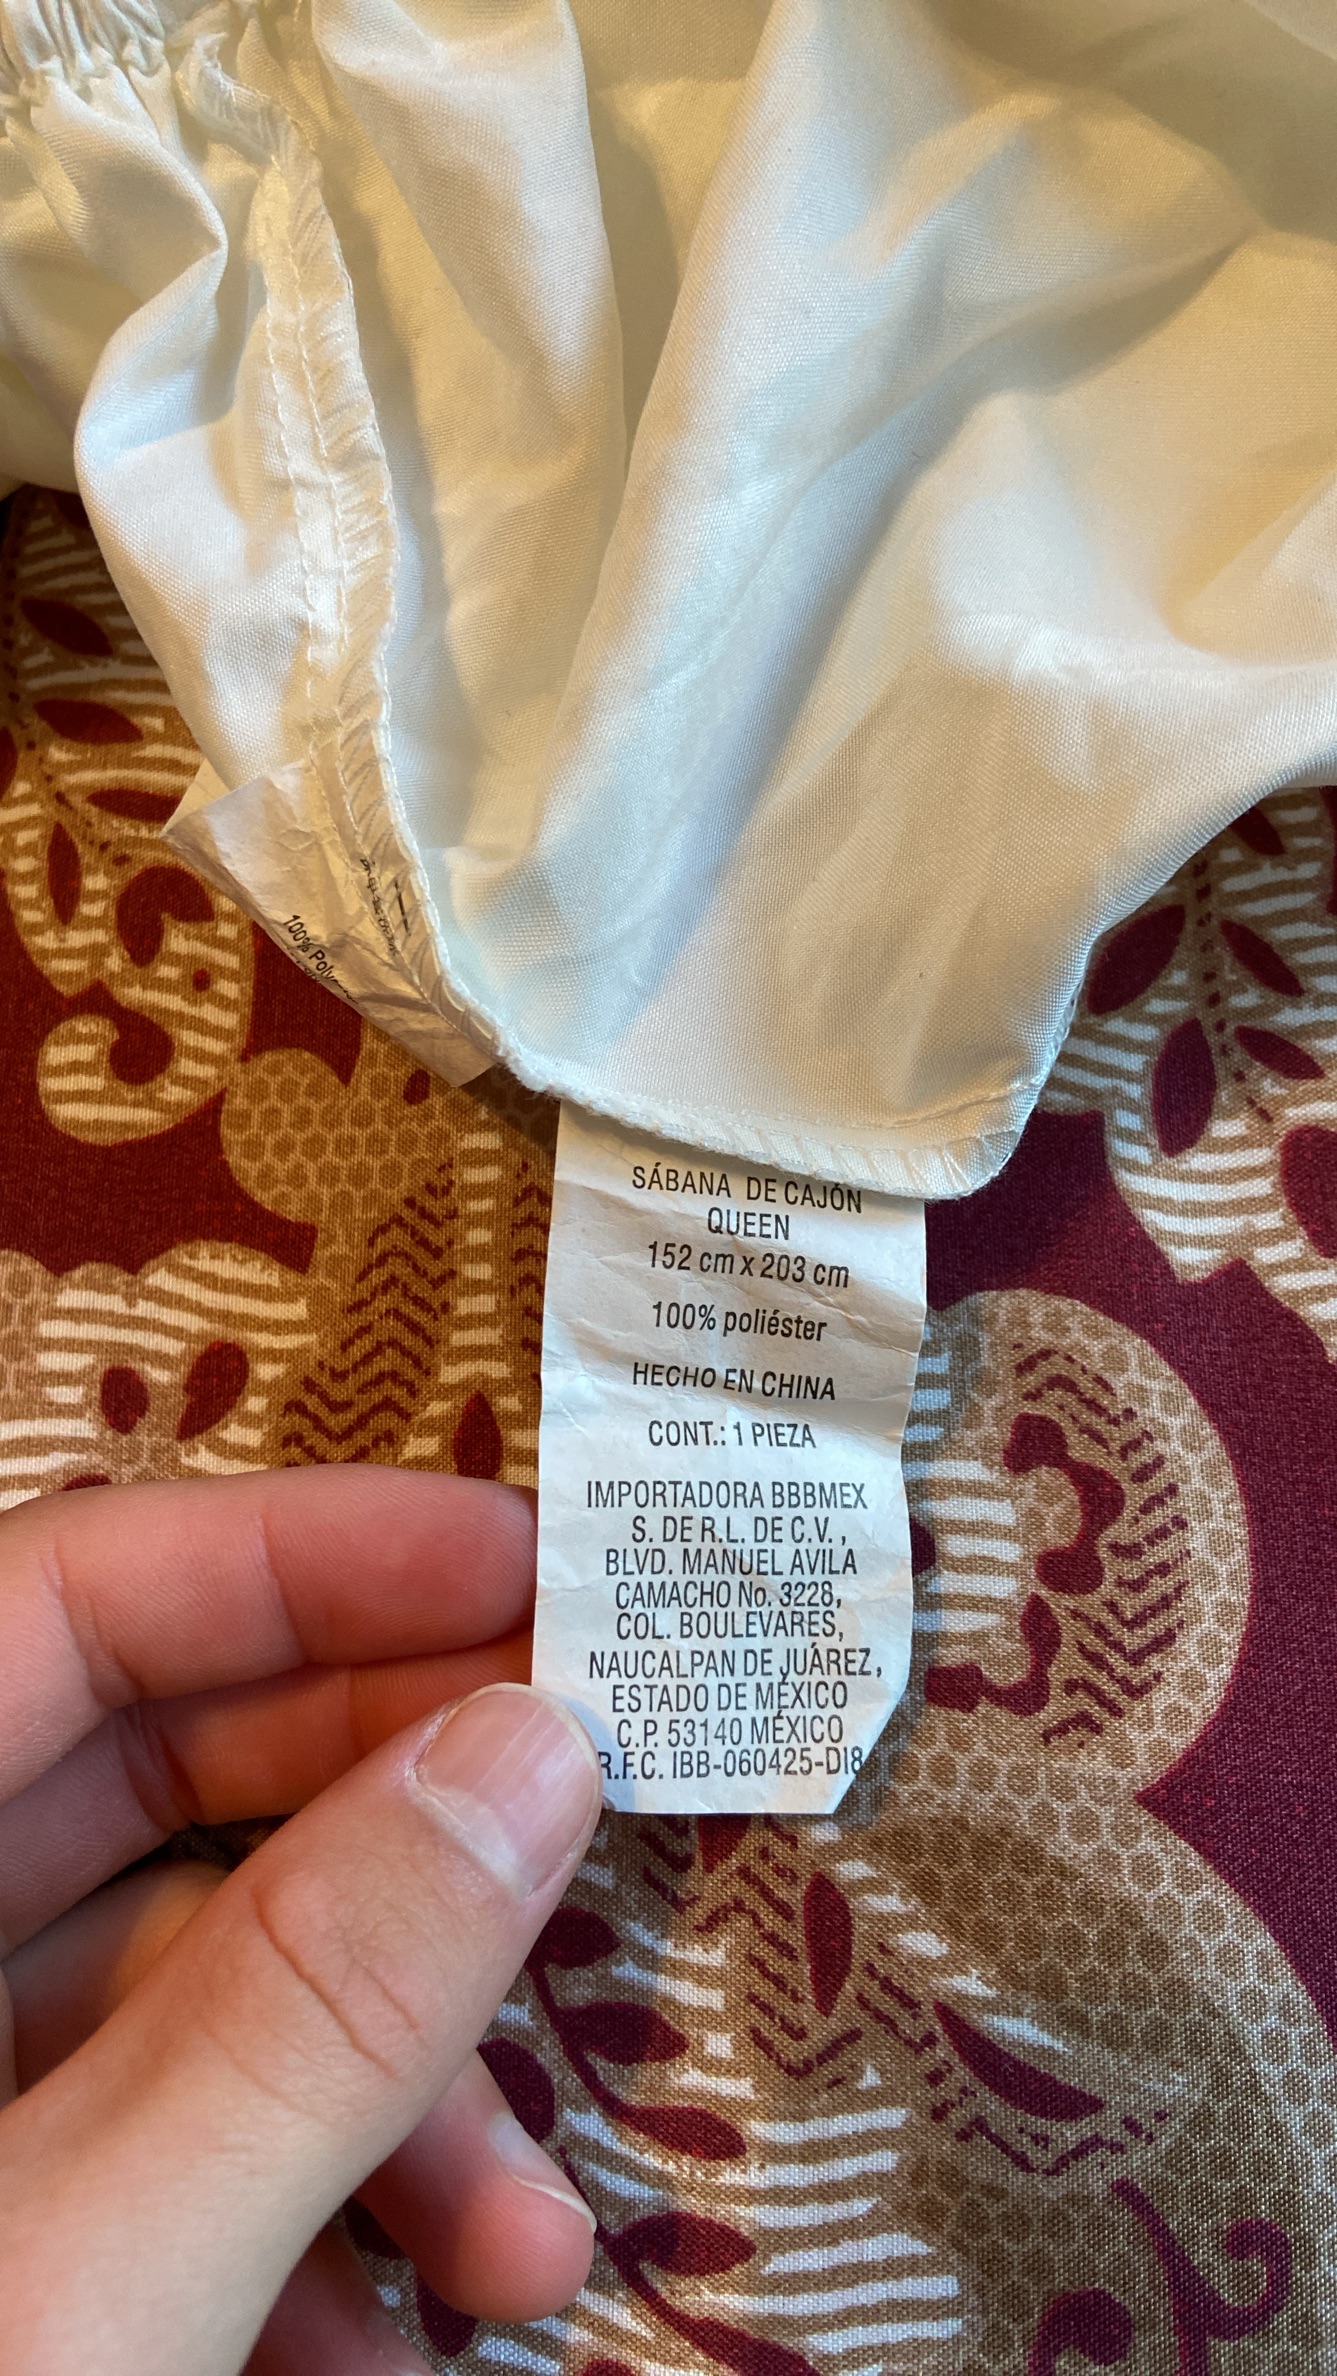 100%
SÁBANA DE CAJÓN
QUEEN
152 cm x 203 cm
100% poliéster
HECHO EN CHINA
CONT.: 1 PIEZA
IMPORTADORA BBBMEX
S. DE R.L. DE C.V. ,
BLVD. MANUEL AVILA
CAMACHO No. 3228,
COL. BOULEVARES,
NAUCALPAN DE JUÁREZ,
ESTADO DE MÉXICO
C.P. 53140 MÉXICO
R.F.C. IBB-060425-DI8